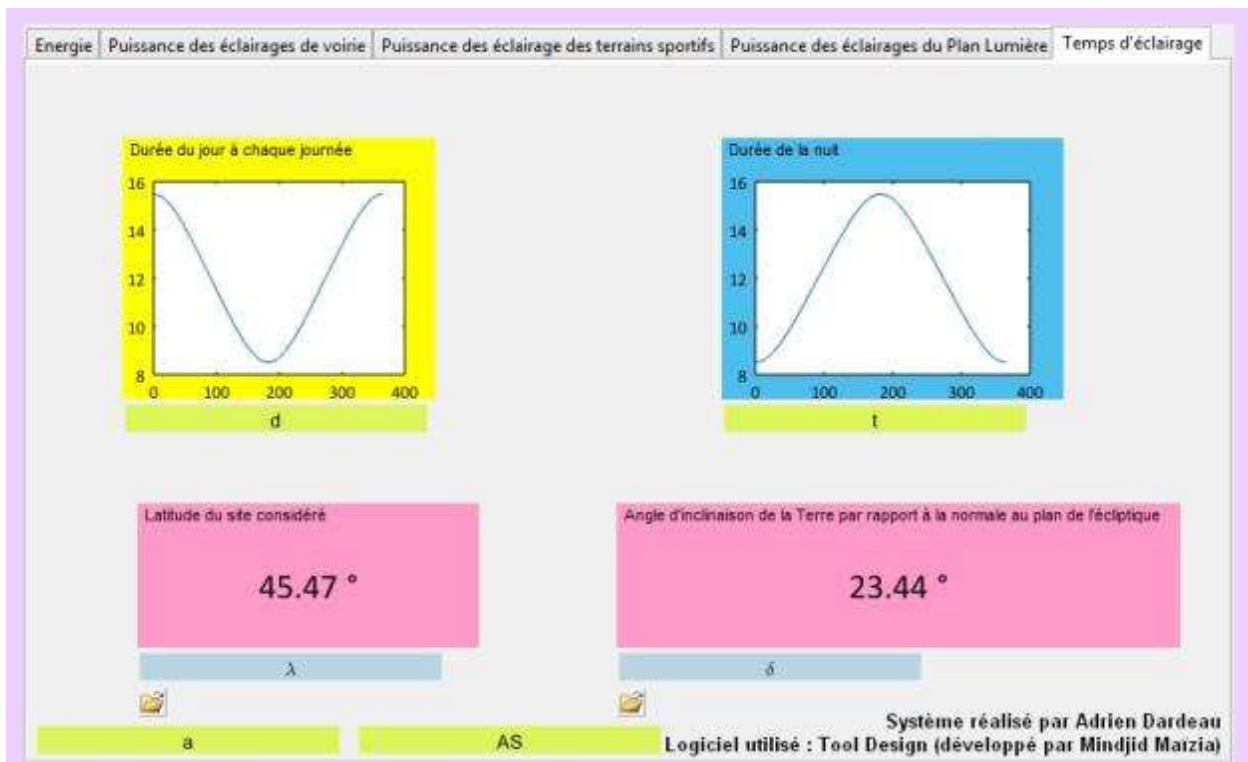 Energie
Puissance des éclairages de voirie
Puissance des éclairage des terrains sportifs
Puissance des éclairages du Plan Lumière
Temps d'éclairage
Durée du jour à chaque journée
16
14
12
10
8
0 100 200 300 400
d
Durée de la nuit
16
14
12
10
8
0 100 200 300 400
t
Latitude du site considéré
45.47 °
λ
Angle d'inclinaison de la Terre par rapport à la normale au plan de l'écliptique
23.44 °
δ
a
AS
Système réalisé par Adrien Dardeau
Logiciel utilisé : Tool Design (développé par Mindjid Maïzia)